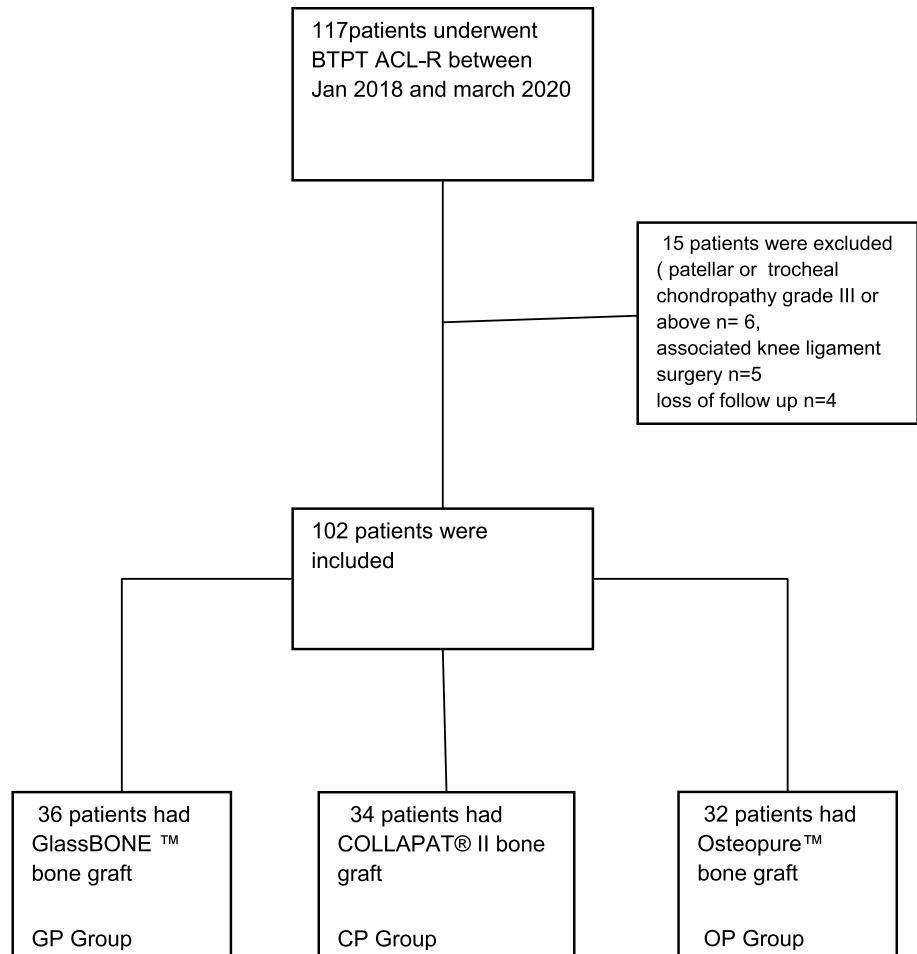 117patients underwent
BTPT ACL-R between
Jan 2018 and march 2020
15 patients were excluded
( patellar or trocheal
chondropathy grade III or
above n= 6,
associated knee ligament
surgery n=5
loss of follow up n=4
102 patients were
included
36 patients had
GlassBONE ™
bone graft
GP Group
34 patients had
COLLAPAT® II bone
graft
CP Group
32 patients had
Osteopure™
bone graft
OP Group